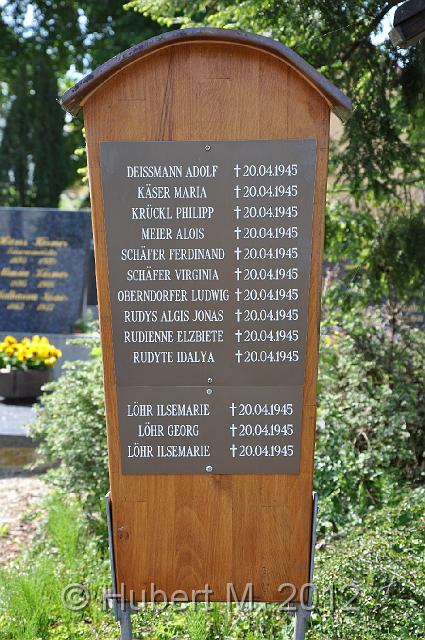 DEISSMANN ADOLF †20.04.1945
KÄSER MARIA †20.04.1945
KRÜCKL PHILIPP †20.04.1945
MEIER ALOIS †20.04.1945
SCHÄFER FERDINAND †20.04.1945
SCHÄFER VIRGINIA †20.04.1945
OBERNDORFER LUDWIG †20.04.1945
RUDYS ALGIS JONAS †20.04.1945
RUDIENNE ELZBIETE †20.04.1945
RUDYTE IDALYA †20.04.1945
LÖHR ILSEMARIE †20.04.1945
LÖHR GEORG †20.04.1945
LÖHR ILSEMARIE †20.04.1945
© Hubert M. 2012